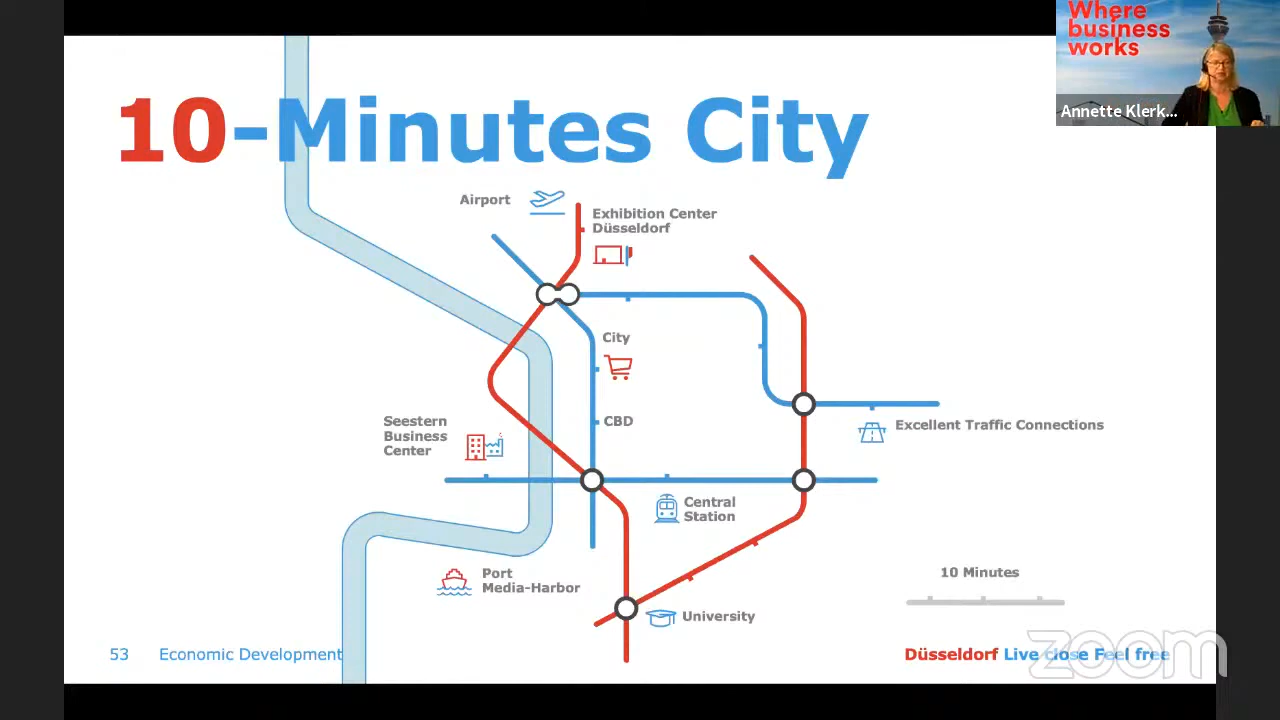 Where
business
works
Annette Klerk...
10-Minutes City
Airport
Exhibition Center
Düsseldorf
City
CBD
Seestern
Business
Center
Excellent Traffic Connections
Central
Station
Port
Media-Harbor
10 Minutes
University
53 Economic Development
Düsseldorf Live close Feel free
zoom